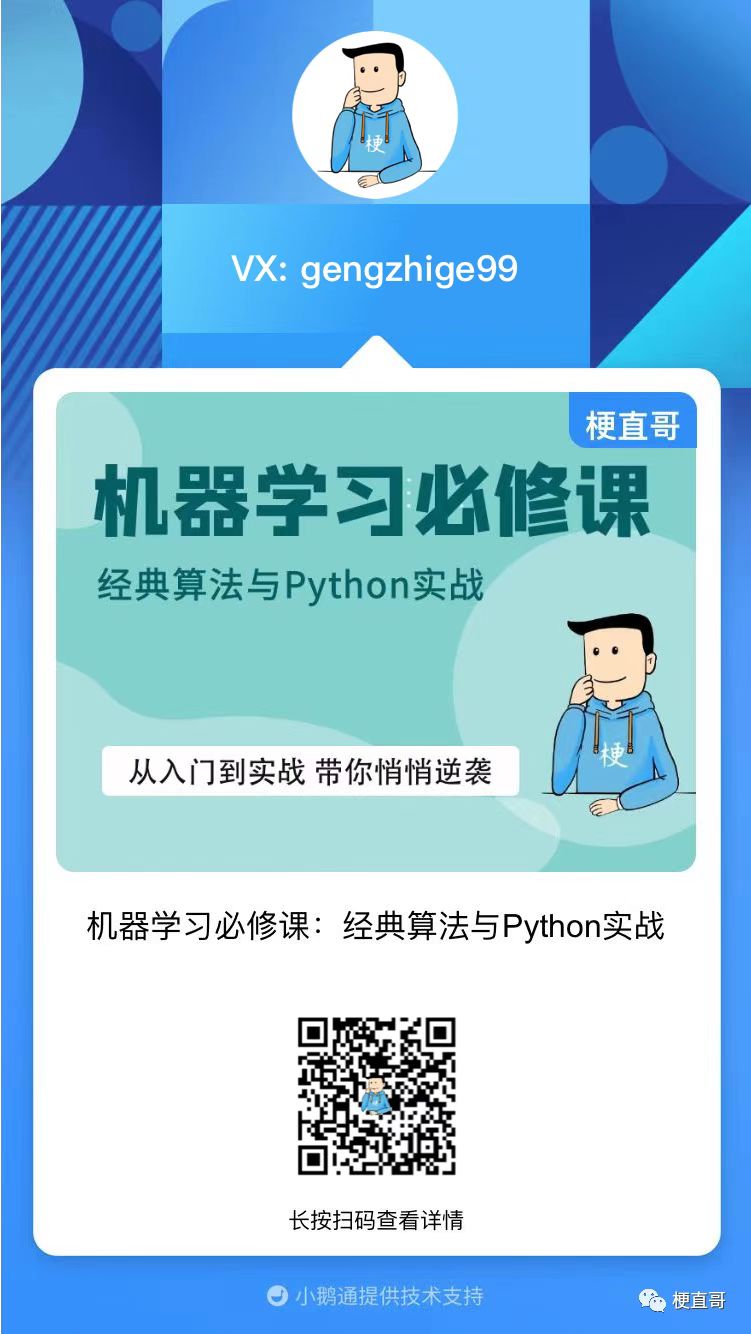 梗
VX: gengzhige99
梗直哥
机器学习必修课
经典算法与Python实战
梗
从入门到实战 带你悄悄逆袭
机器学习必修课：经典算法与Python实战
长按扫码查看详情
小鹅通提供技术支持
梗直哥